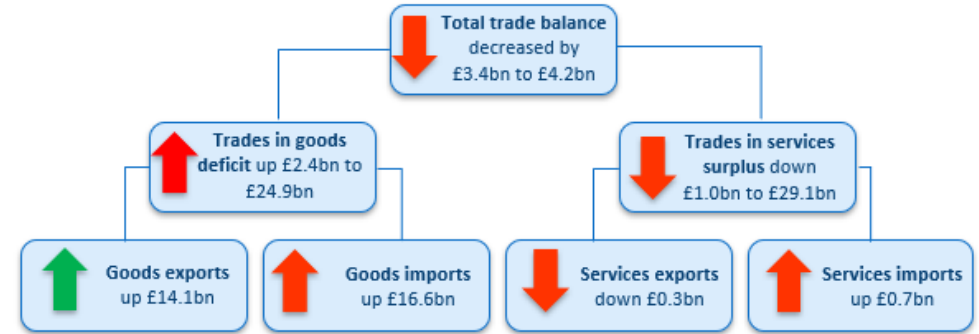 Total trade balance
decreased by
£3.4bn to £4.2bn
Trades in goods
deficit up £2.4bn to
£24.9bn
Trades in services
surplus down
£1.0bn to £29.1bn
Goods exports
up £14.1bn
Goods imports
up £16.6bn
Services exports
down £0.3bn
Services imports
up £0.7bn